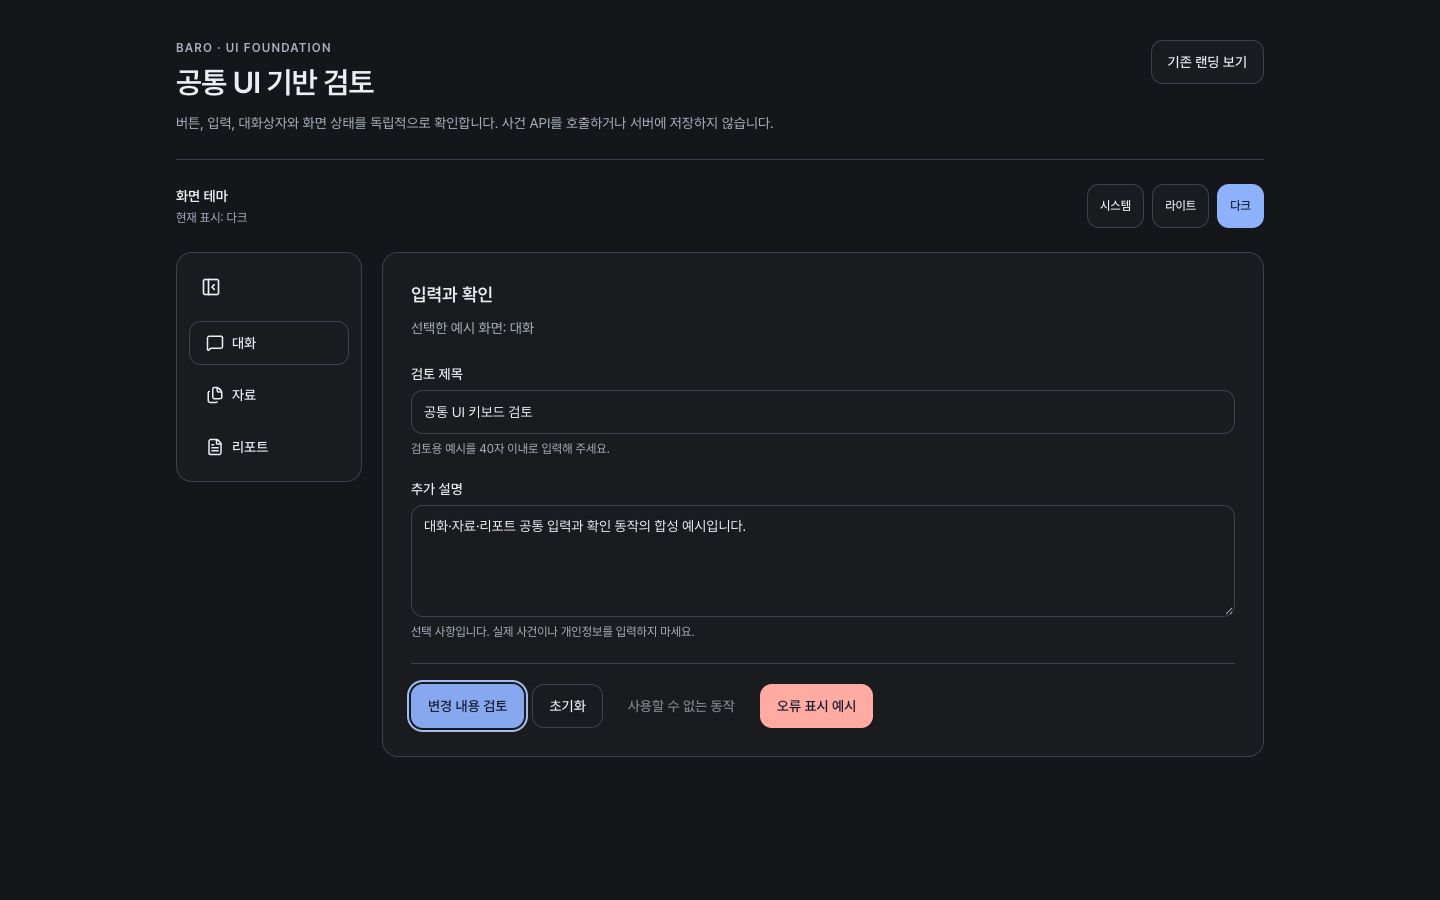 BARO · UI FOUNDATION
공통 UI 기반 검토
버튼, 입력, 대화상자와 화면 상태를 독립적으로 확인합니다. 사건 API를 호출하거나 서버에 저장하지 않습니다.
기존 랜딩 보기
화면 테마
현재 표시: 다크
시스템
라이트
다크
대화
자료
리포트
입력과 확인
선택한 예시 화면: 대화
검토 제목
공통 UI 키보드 검토
검토용 예시를 40자 이내로 입력해 주세요.
추가 설명
대화·자료·리포트 공통 입력과 확인 동작의 합성 예시입니다.
선택 사항입니다. 실제 사건이나 개인정보를 입력하지 마세요.
변경 내용 검토
초기화
사용할 수 없는 동작
오류 표시 예시